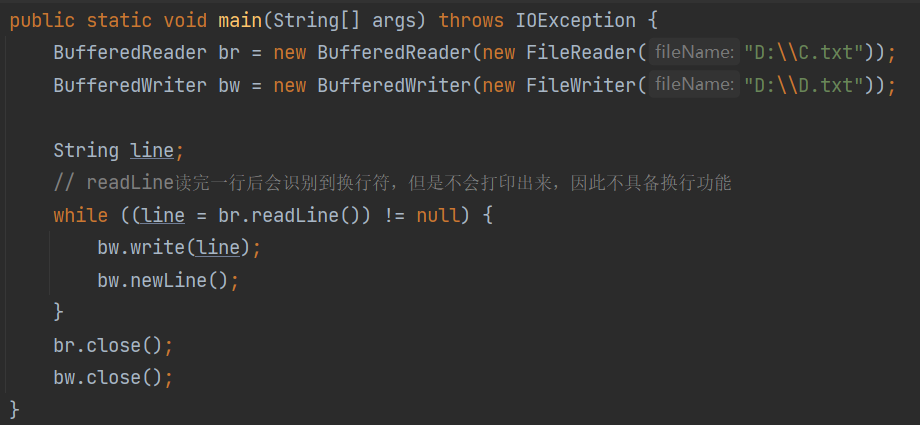 public static void main(String[] args) throws IOException {
    BufferedReader br = new BufferedReader(new FileReader( fileName: "D:\\C.txt"));
    BufferedWriter bw = new BufferedWriter(new FileWriter( fileName: "D:\\D.txt"));

    String line;
    // readLine读完一行后会识别到换行符，但是不会打印出来，因此不具备换行功能
    while ((line = br.readLine()) != null) {
        bw.write(line);
        bw.newLine();
    }
    br.close();
    bw.close();
}